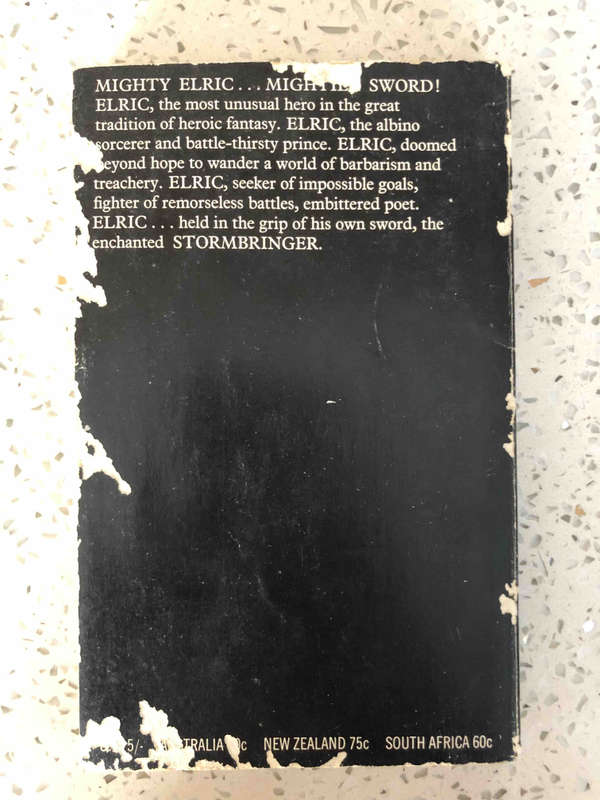 MIGHTY ELRIC... SWORD!
ELRIC, the most unusual hero in the great
tradition of heroic fantasy. ELRIC, the albino
sorcerer and battle-thirsty prince. ELRIC, doomed
beyond hope to wander a world of barbarism and
treachery. ELRIC, seeker of impossible goals,
fighter of remorseless battles, embittered poet.
ELRIC... held in the grip of his own sword, the
enchanted STORMBRINGER.
5/- AUSTRALIA NEW ZEALAND 75c SOUTH AFRICA 60c